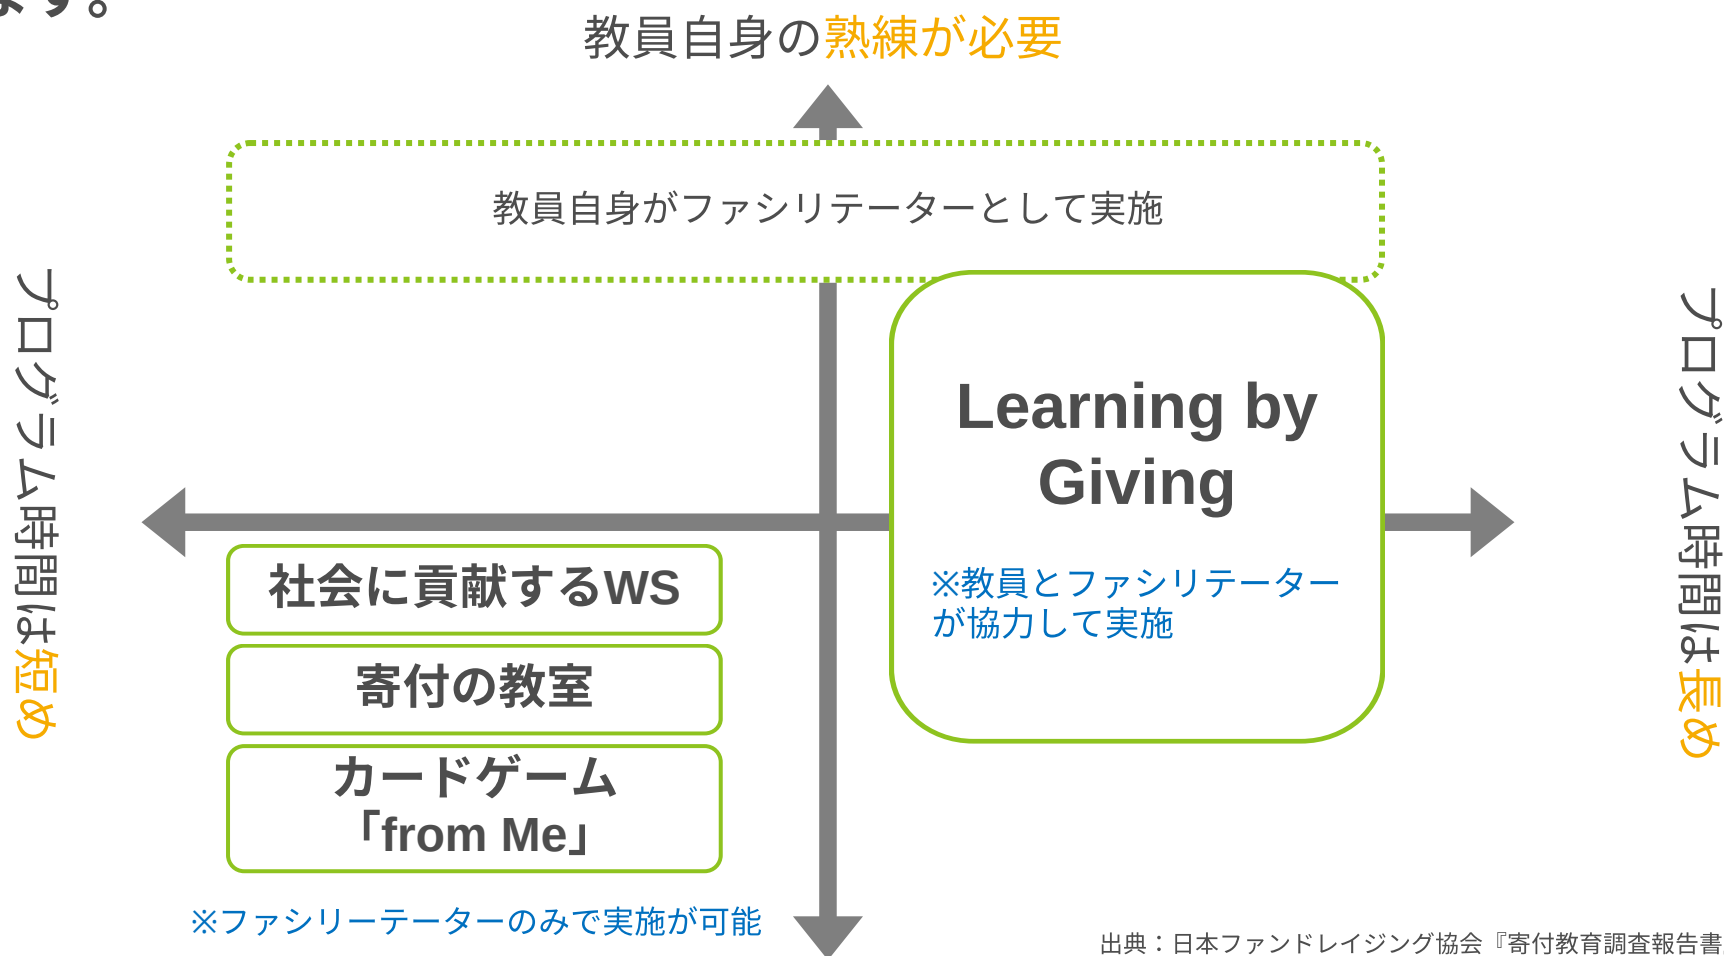 ます。
教員自身の熟練が必要
教員自身がファシリテーターとして実施
プログラム時間は短め
プログラム時間は長め
Learning by
Giving
※教員とファシリテーター
が協力して実施
社会に貢献するWS
寄付の教室
カードゲーム
「from Me」
※ファシリーテーターのみで実施が可能
出典：日本ファンドレイジング協会『寄付教育調査報告書